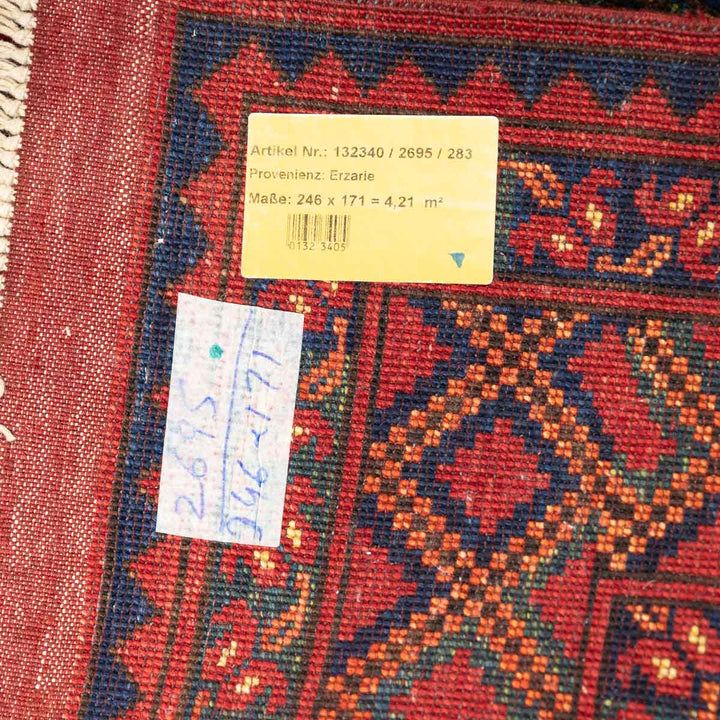 Artikel Nr.: 132340 / 2695 / 283
Provenienz: Erzarie
Maße: 246 x 171 = 4,21 m²
0132 3405
2695
246 x 171